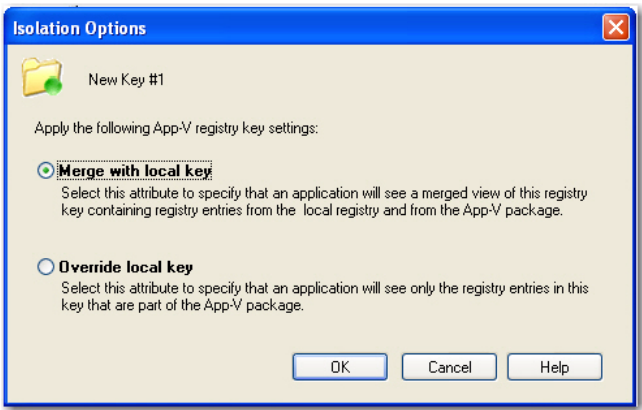 Isolation Options
New Key #1
Apply the following App-V registry key settings:
Merge with local key
Select this attribute to specify that an application will see a merged view of this registry
key containing registry entries from the local registry and from the App-V package.
Override local key
Select this attribute to specify that an application will see only the registry entries in this
key that are part of the App-V package.
OK Cancel Help